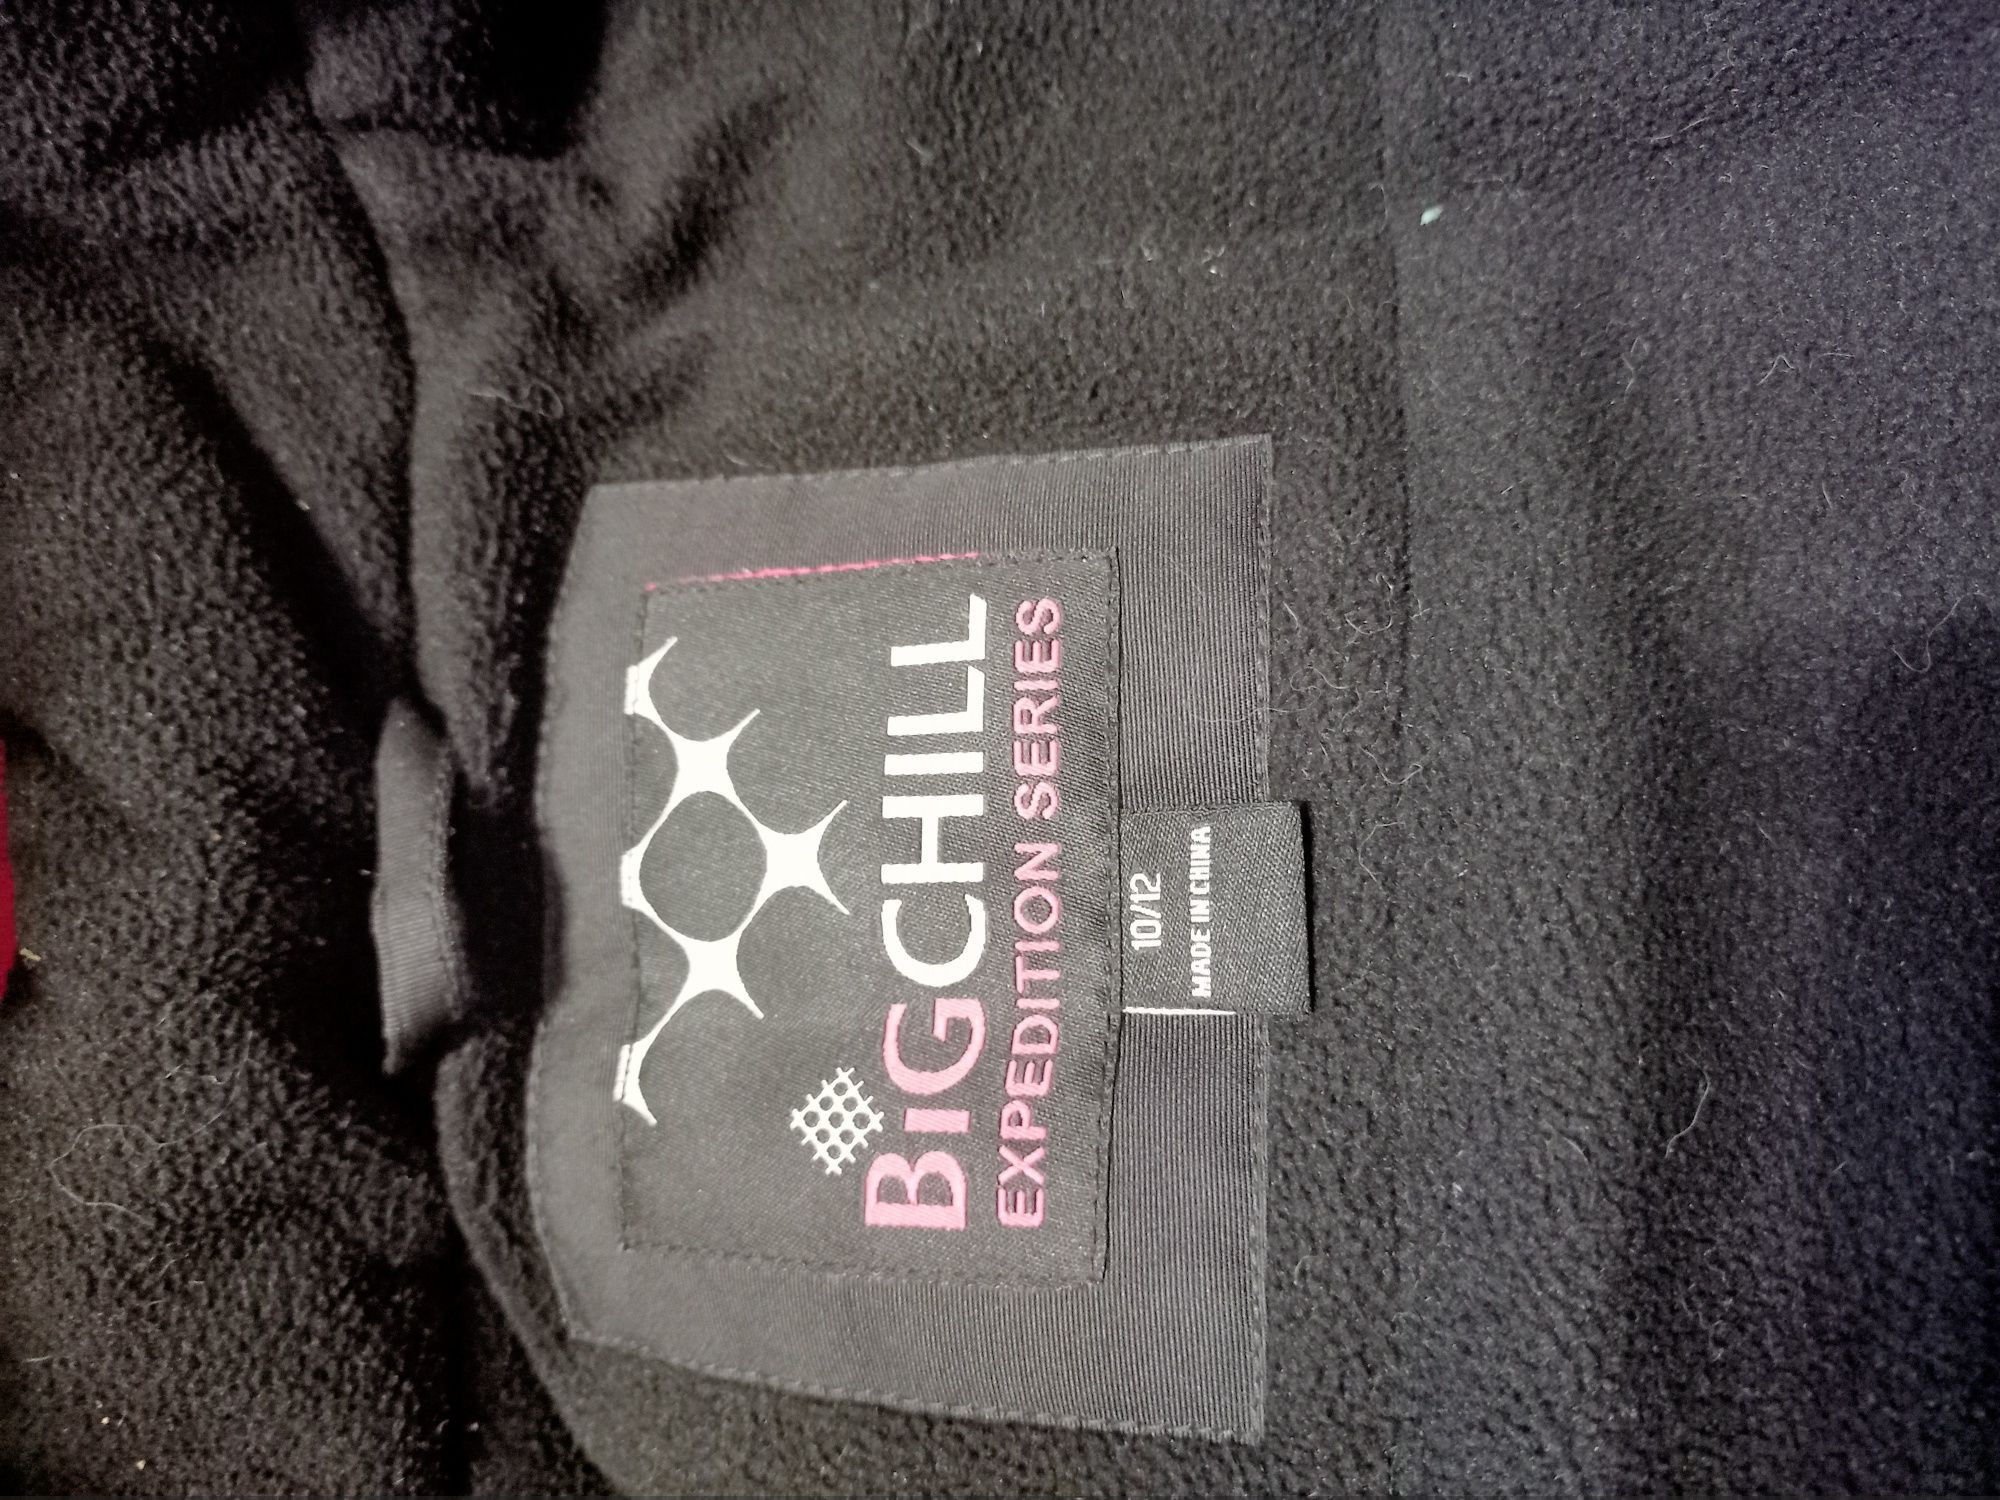 BIGCHILL
EXPEDITION SERIES
10/12
MADE IN CHINA